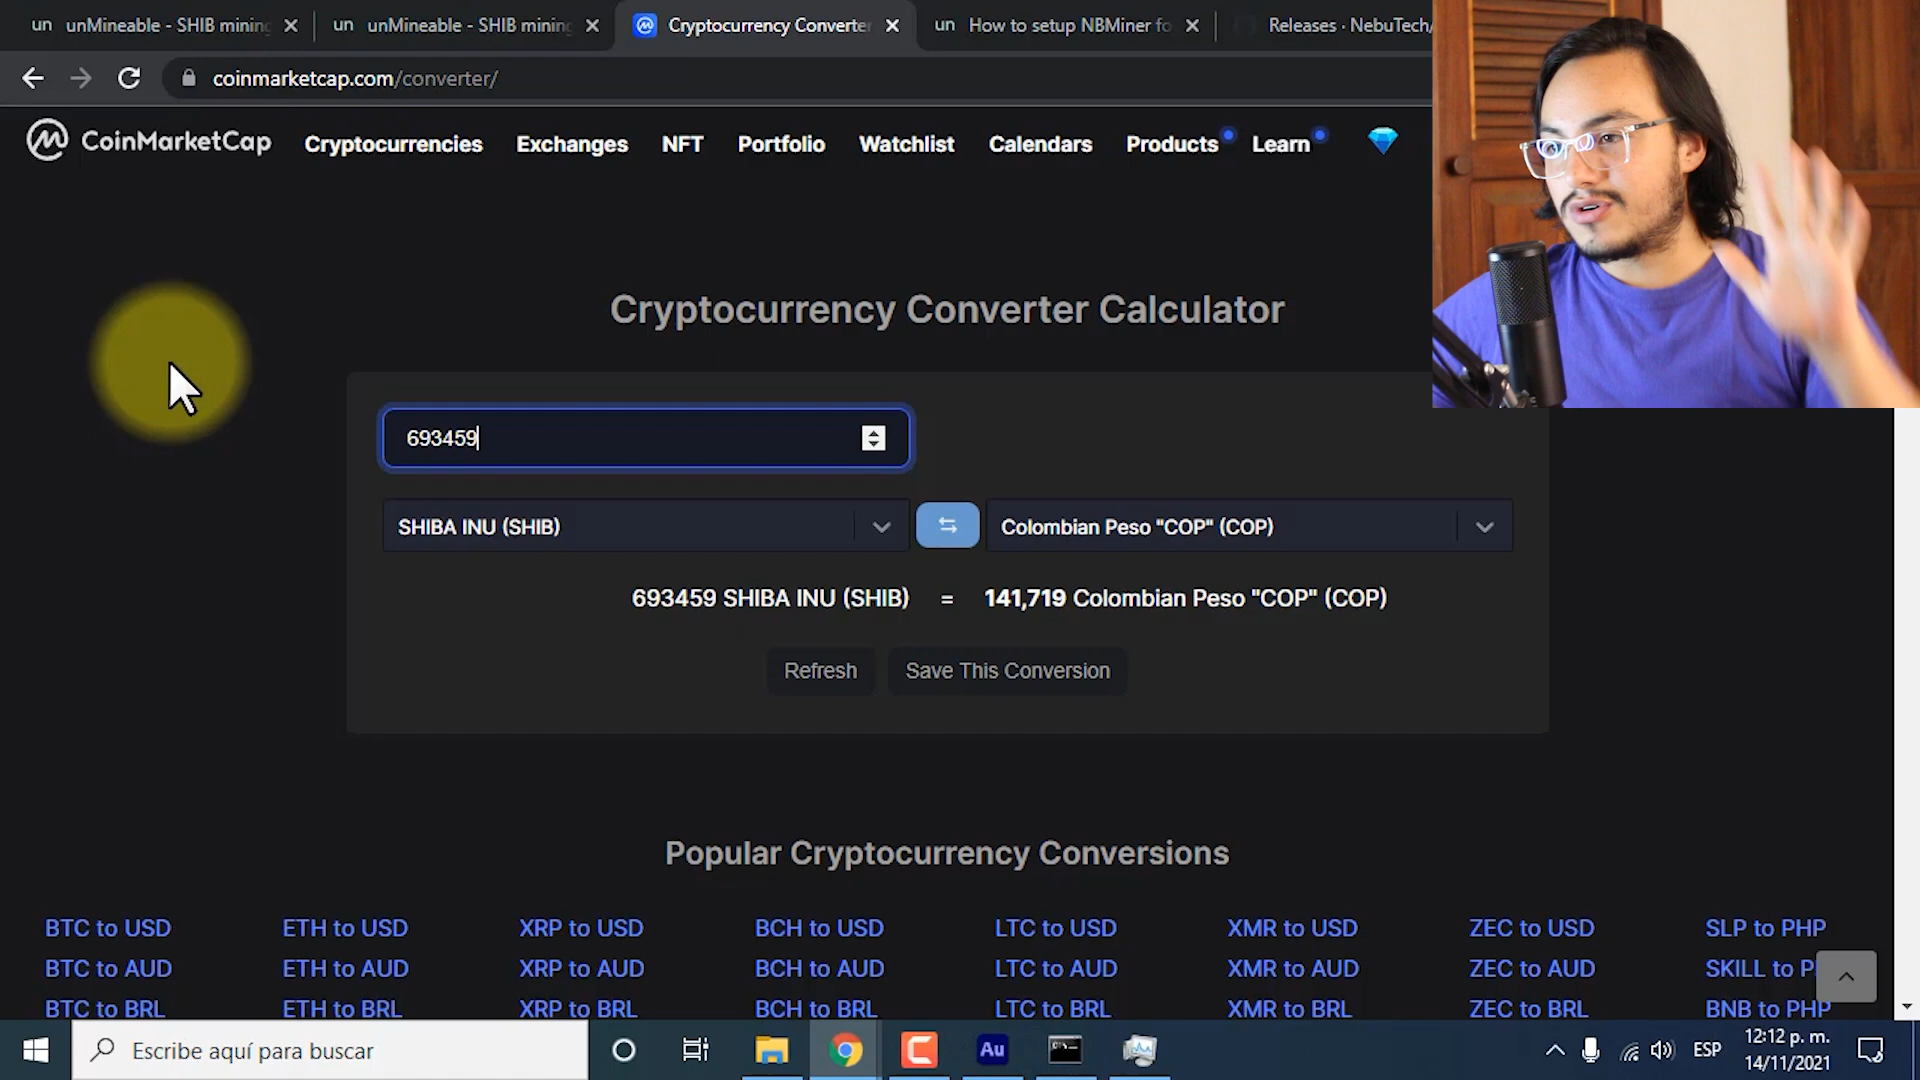 un unMineable - SHIB mining
un unMineable - SHIB mining
Cryptocurrency Converter
un How to setup NBMiner fo
Releases · NebuTech/
coinmarketcap.com/converter/
CoinMarketCap Cryptocurrencies Exchanges NFT Portfolio Watchlist Calendars Products Learn
Cryptocurrency Converter Calculator
693459
SHIBA INU (SHIB)
Colombian Peso "COP" (COP)
693459 SHIBA INU (SHIB) = 141,719 Colombian Peso "COP" (COP)
Refresh Save This Conversion
Popular Cryptocurrency Conversions
BTC to USD ETH to USD XRP to USD BCH to USD LTC to USD XMR to USD ZEC to USD SLP to PHP
BTC to AUD ETH to AUD XRP to AUD BCH to AUD LTC to AUD XMR to AUD ZEC to AUD SKILL to P
BTC to BRL ETH to BRL XRP to BRL BCH to BRL LTC to BRL XMR to BRL ZEC to BRL BNB to PHP
Escribe aquí para buscar
Au
ESP
12:12 p. m.
14/11/2021